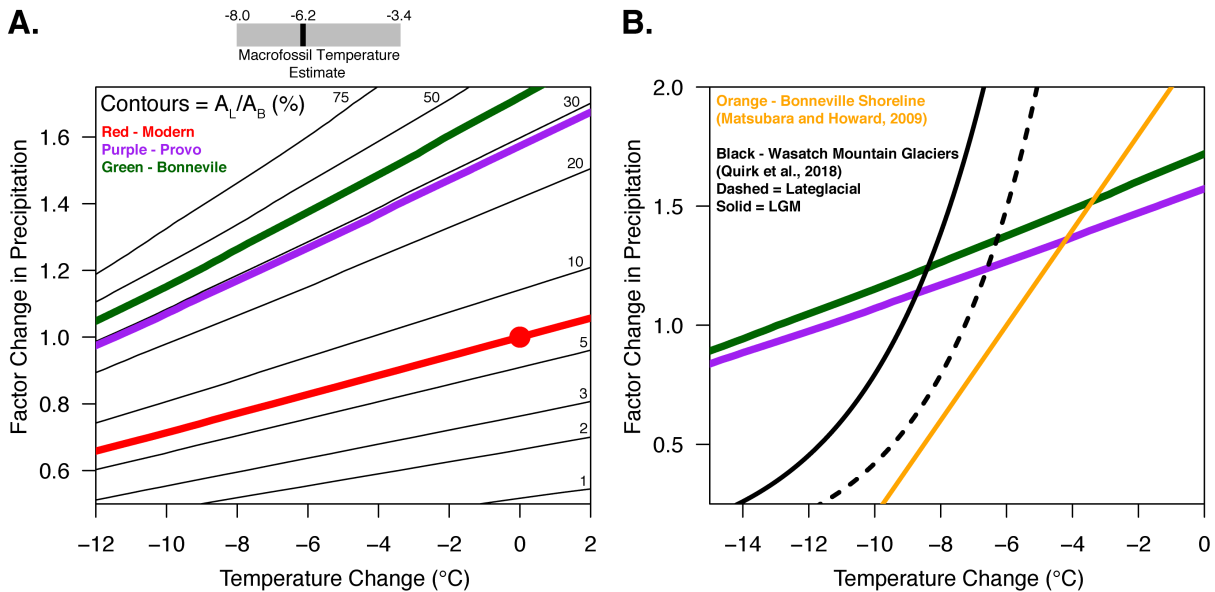 A.
-8.0 -6.2 -3.4
Macrofossil Temperature
Estimate
Contours = AL/AB (%)
Red - Modern
Purple - Provo
Green - Bonnevile
75 50 30
20
10
5
3
2
1
Factor Change in Precipitation
1.6
1.4
1.2
1.0
0.8
0.6
−12 −10 −8 −6 −4 −2 0 2
Temperature Change (°C)
B.
Orange - Bonneville Shoreline
(Matsubara and Howard, 2009)
Black - Wasatch Mountain Glaciers
(Quirk et al., 2018)
Dashed = Lateglacial
Solid = LGM
Factor Change in Precipitation
2.0
1.5
1.0
0.5
−14 −12 −10 −8 −6 −4 −2 0
Temperature Change (°C)